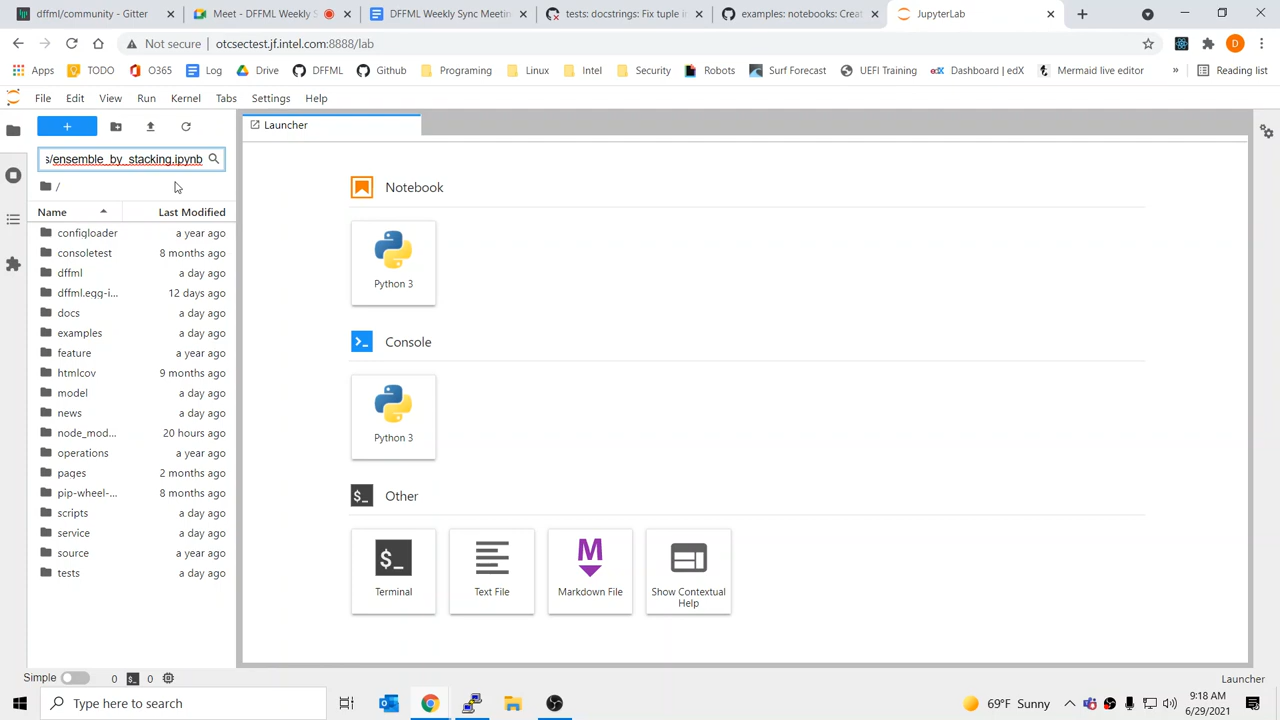 dffml/community - Gitter
Meet - DFFML Weekly S
DFFML Weekly Sync Meetin
tests: docstrings: Fix tuple i
examples: notebooks: Creat
JupyterLab
Not secure
otcsectest.jf.intel.com:8888/lab
D
Apps
TODO
O365
Log
Drive
DFFML
Github
Programing
Linux
Intel
Security
Robots
Surf Forecast
UEFI Training
edX
Dashboard | edX
Mermaid live editor
»
Reading list
File
Edit
View
Run
Kernel
Tabs
Settings
Help
Launcher
s/ensemble_by_stacking.ipynb
/
Name
Last Modified
configloader
a year ago
consoletest
8 months ago
dffml
a day ago
dffml.egg-i...
12 days ago
docs
a day ago
examples
a day ago
feature
a year ago
htmlcov
9 months ago
model
a day ago
news
a day ago
node_mod...
20 hours ago
operations
a year ago
pages
2 months ago
pip-wheel-...
8 months ago
scripts
a day ago
service
a day ago
source
a year ago
tests
a day ago
Notebook
Python 3
Console
Python 3
$_
Other
$_
Terminal
Text File
M
Markdown File
Show Contextual
Help
Simple
0
$_
0
Launcher
Type here to search
69°F Sunny
9:18 AM
6/29/2021